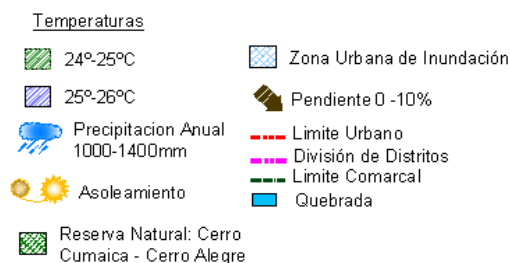 Temperaturas
24º-25ºC
25º-26ºC
Precipitacion Anual
1000-1400mm
Asoleamiento
Reserva Natural: Cerro
Cumaica - Cerro Alegre
Zona Urbana de Inundación
Pendiente 0 -10%
Limite Urbano
División de Distritos
Limite Comarcal
Quebrada